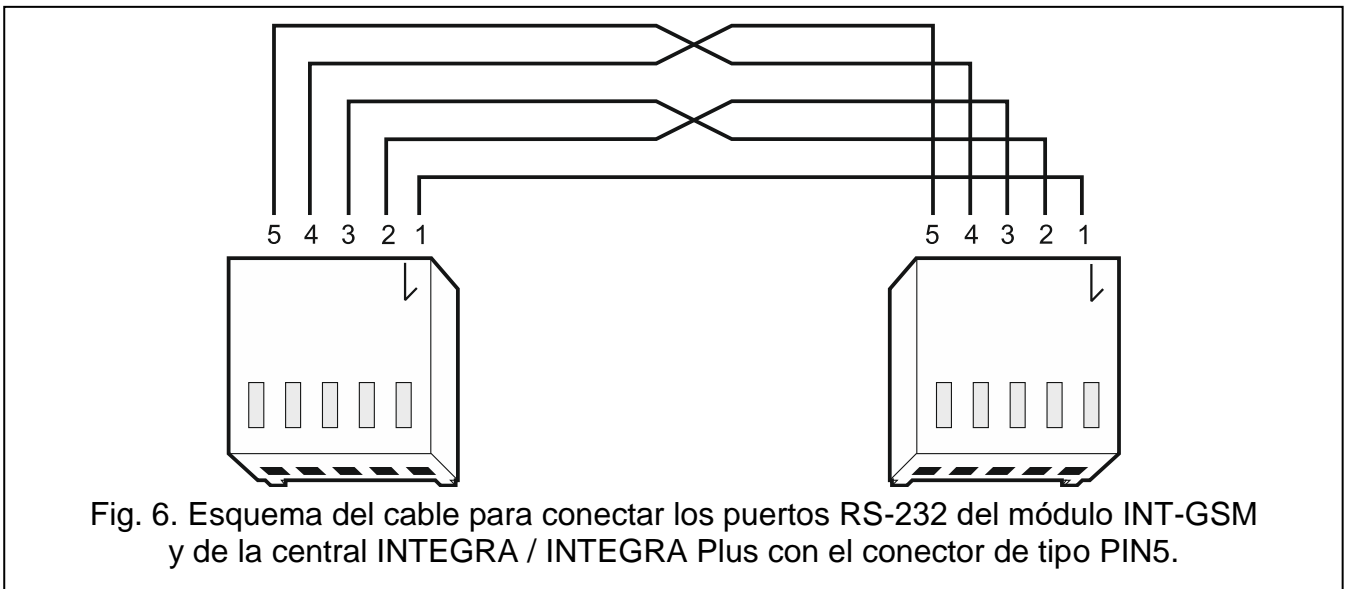 5 4 3 2 1 5 4 3 2 1
Fig. 6. Esquema del cable para conectar los puertos RS-232 del módulo INT-GSM
y de la central INTEGRA / INTEGRA Plus con el conector de tipo PIN5.